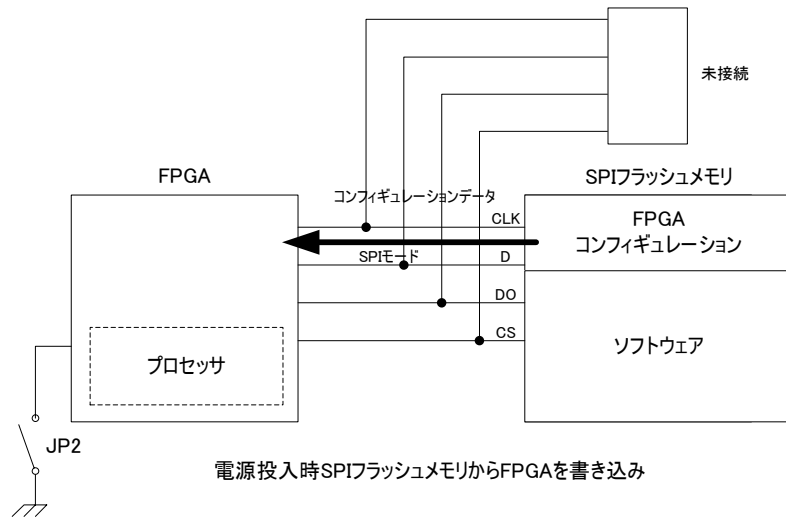 未接続
FPGA
SPIフラッシュメモリ
コンフィギュレーションデータ
CLK
FPGA
コンフィギュレーション
SPIモード
D
DO
CS
ソフトウェア
プロセッサ
JP2
電源投入時SPIフラッシュメモリからFPGAを書き込み